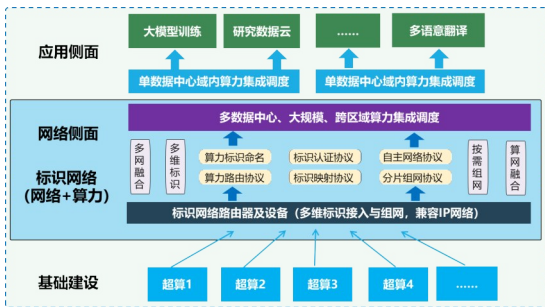 应用侧面
大模型训练
研究数据云
......
多语意翻译
单数据中心域内算力集成调度
单数据中心域内算力集成调度
网络侧面
标识网络
(网络+算力)
多数据中心、大规模、跨区域算力集成调度
多网融合
多维标识
算力标识命名
标识认证协议
自主网络协议
算力路由协议
标识映射协议
分片组网协议
按需组网
算网融合
标识网络路由器及设备（多维标识接入与组网，兼容IP网络）
基础建设
超算1
超算2
超算3
超算4
......